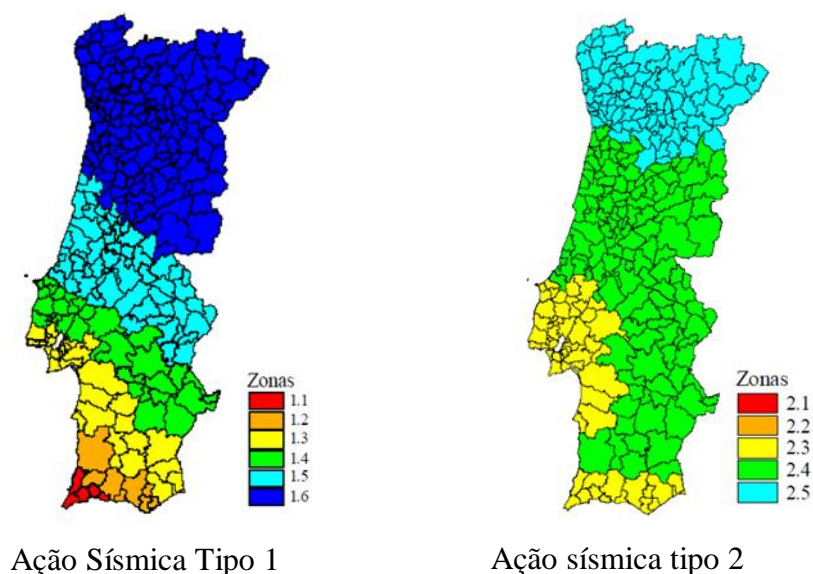 Zonas
1.1
1.2
1.3
1.4
1.5
1.6
Ação Sísmica Tipo 1
Zonas
2.1
2.2
2.3
2.4
2.5
Ação sísmica tipo 2